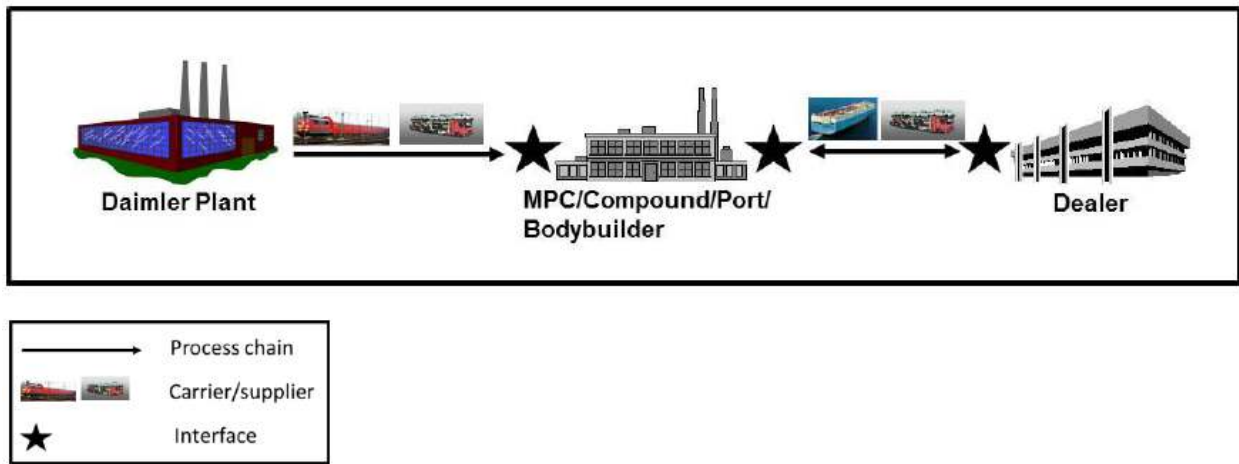 Daimler Plant
MPC/Compound/Port/
Bodybuilder
Dealer
Process chain
Carrier/supplier
Interface